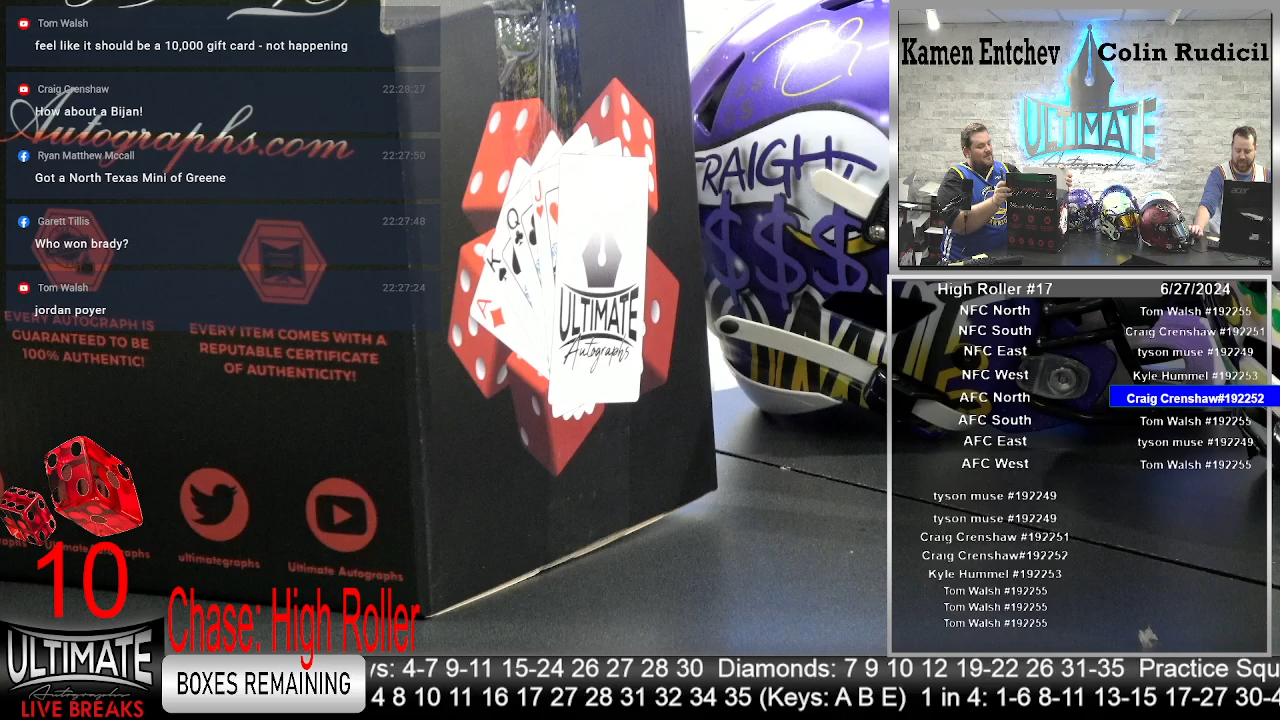 Tom Walsh 22:28:
feel like it should be a 10,000 gift card - not happening
Craig Crenshaw 22:28:27
How about a Bijan!
Autographs.com
Ryan Matthew Mccall 22:27:50
Got a North Texas Mini of Greene
Garett Tillis 22:27:48
Who won brady?
Tom Walsh 22:27:24
jordan poyer
EVERY AUTOGRAPH IS
GUARANTEED TO BE
100% AUTHENTIC!
EVERY ITEM COMES WITH A
REPUTABLE CERTIFICATE
OF AUTHENTICITY!
ultimategraphs
Ultimate Autographs
A K Q J
ULTIMATE
Autographs
RAIGHT
$$$
10
Chase: High Roller
BOXES REMAINING
ULTIMATE
Autographs
LIVE BREAKS
Kamen Entchev Colin Rudicil
ULTIMATE
Autographs
acer
High Roller #17 6/27/2024
NFC North Tom Walsh #192255
NFC South Craig Crenshaw #192251
NFC East tyson muse #192249
NFC West Kyle Hummel #192253
AFC North Craig Crenshaw#192252
AFC South Tom Walsh #192255
AFC East tyson muse #192249
AFC West Tom Walsh #192255
tyson muse #192249
tyson muse #192249
Craig Crenshaw #192251
Craig Crenshaw#192252
Kyle Hummel #192253
Tom Walsh #192255
Tom Walsh #192255
Tom Walsh #192255
ys: 4-7 9-11 15-24 26 27 28 30 Diamonds: 7 9 10 12 19-22 26 31-35 Practice Squ
4 8 10 11 16 17 27 28 31 32 34 35 (Keys: A B E) 1 in 4: 1-6 8-11 13-15 17-27 30-4